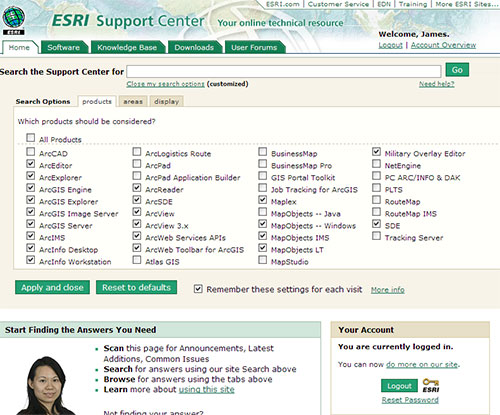 ESRI.com | Customer Service | EDN | Training | More ESRI Sites...
ESRI
ESRI Support Center Your online technical resource
Welcome, James.
Logout | Account Overview
Home Software Knowledge Base Downloads User Forums
Search the Support Center for Go
Close my search options (customized) Need help?
Search Options products areas display
Which products should be considered?
All Products
ArcCAD ArcLogistics Route BusinessMap Military Overlay Editor
ArcEditor ArcPad BusinessMap Pro NetEngine
ArcExplorer ArcPad Application Builder GIS Portal Toolkit PC ARC/INFO & DAK
ArcGIS Engine ArcReader Job Tracking for ArcGIS PLTS
ArcGIS Explorer ArcSDE Maplex RouteMap
ArcGIS Image Server ArcView MapObjects -- Java RouteMap IMS
ArcGIS Server ArcView 3.x MapObjects -- Windows SDE
ArcIMS ArcWeb Services APIs MapObjects IMS Tracking Server
ArcInfo Desktop ArcWeb Toolbar for ArcGIS MapObjects LT
ArcInfo Workstation Atlas GIS MapStudio
Apply and close Reset to defaults Remember these settings for each visit More info
Start Finding the Answers You Need
Scan this page for Announcements, Latest
Additions, Common Issues
Search for answers using our site Search above
Browse for answers using the tabs above
Learn more about using this site
Not finding your answer?
Your Account
You are currently logged in.
You can now do more on our site.
Logout ESRI
Reset Password